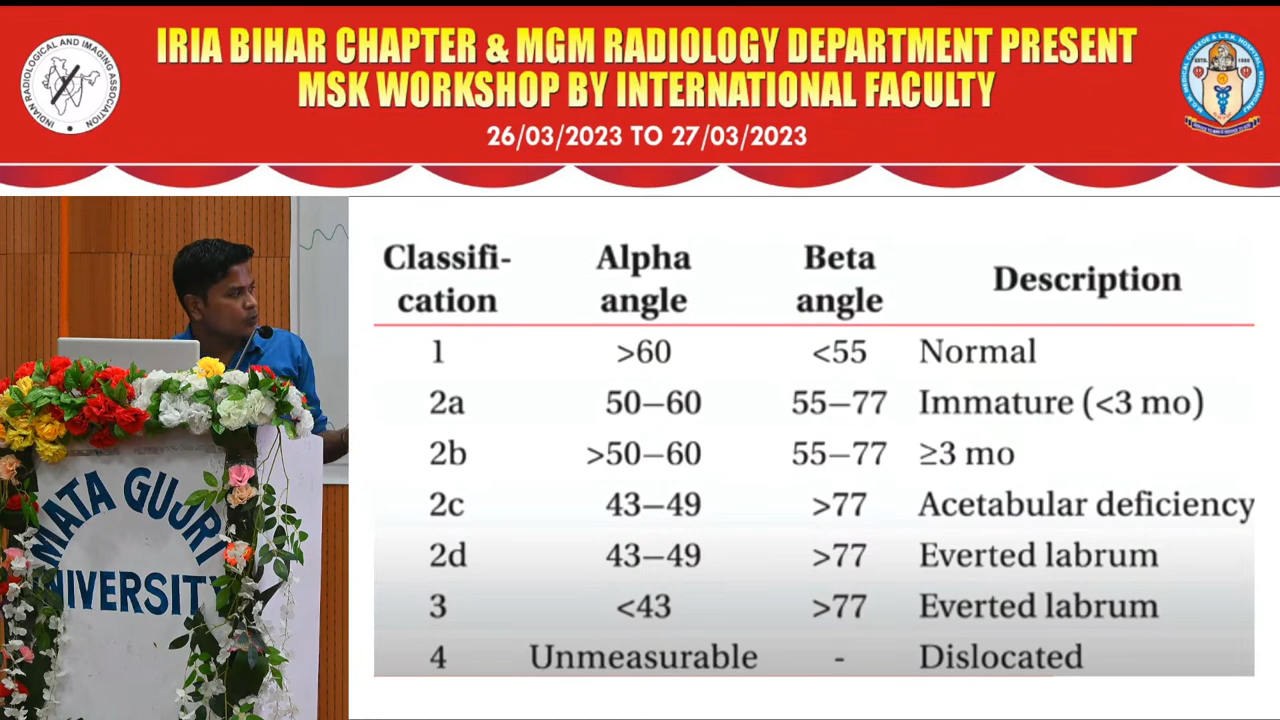 IRIA BIHAR CHAPTER & MGM RADIOLOGY DEPARTMENT PRESENT
MSK WORKSHOP BY INTERNATIONAL FACULTY
26/03/2023 TO 27/03/2023
INDIAN RADIOLOGICAL AND IMAGING ASSOCIATION
MATA GUJRI
UNIVERSITY
Classifi-
cation
Alpha
angle
Beta
angle
Description
1 >60 <55 Normal
2a 50–60 55–77 Immature (<3 mo)
2b >50–60 55–77 ≥3 mo
2c 43–49 >77 Acetabular deficiency
2d 43–49 >77 Everted labrum
3 <43 >77 Everted labrum
4 Unmeasurable - Dislocated